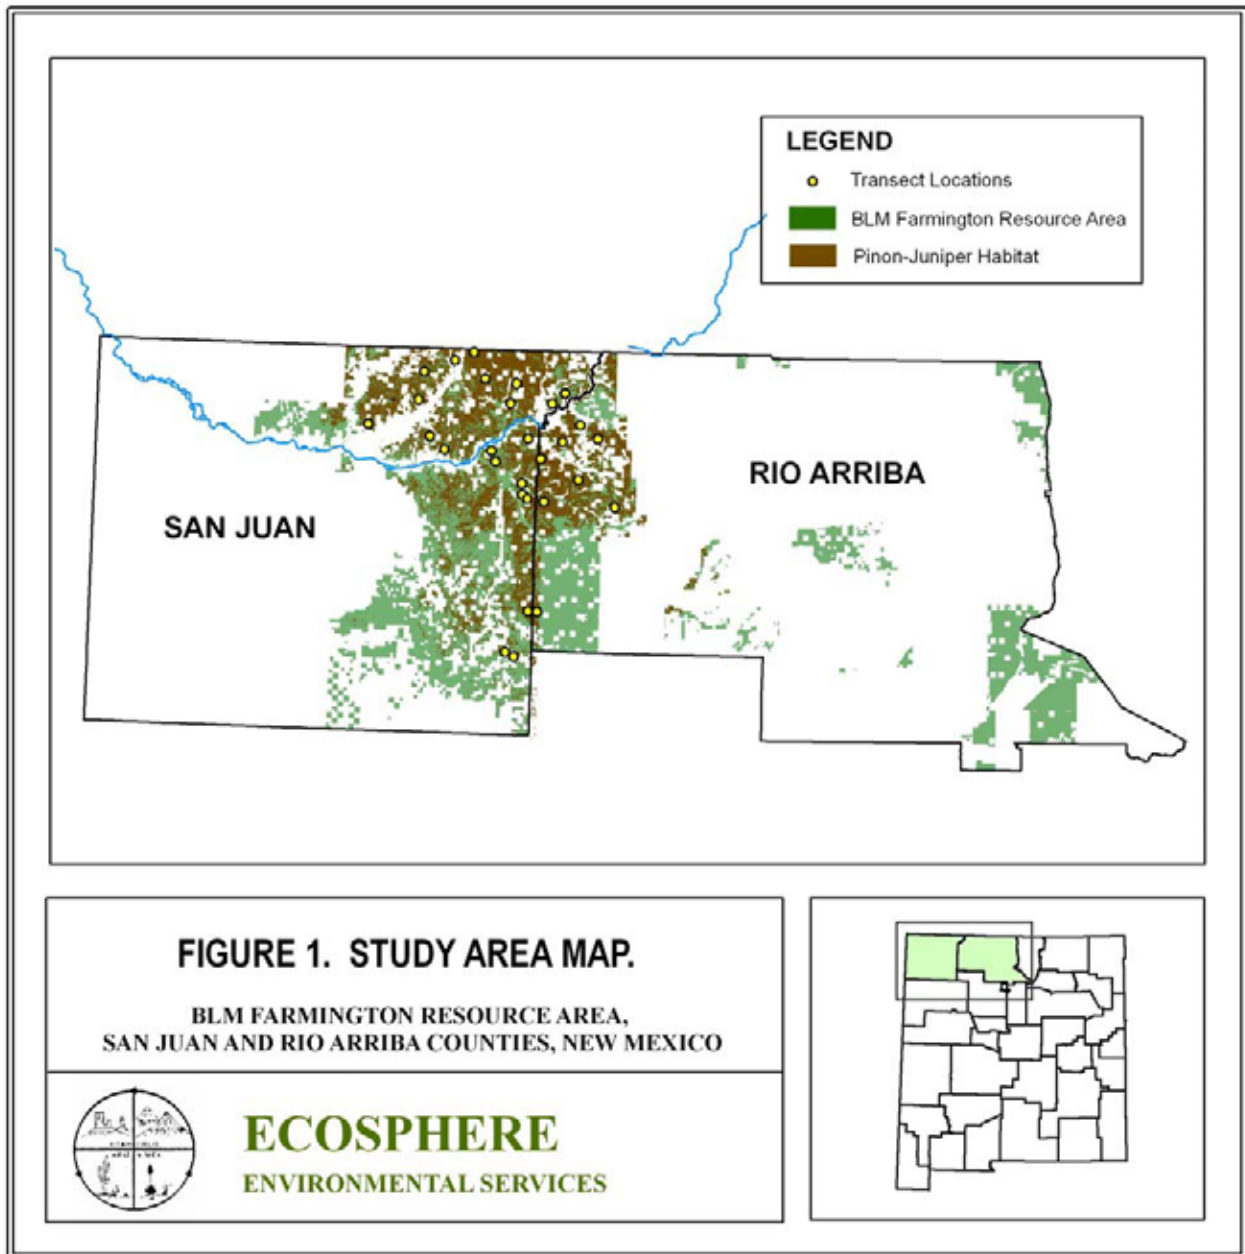 LEGEND
Transect Locations
BLM Farmington Resource Area
Pinon-Juniper Habitat
RIO ARRIBA
SAN JUAN
FIGURE 1. STUDY AREA MAP.
BLM FARMINGTON RESOURCE AREA,
SAN JUAN AND RIO ARRIBA COUNTIES, NEW MEXICO
ECOSPHERE
ENVIRONMENTAL SERVICES